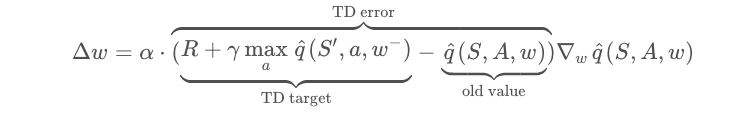 TD error
Δw = α · (R + γ max_a q̂(S′, a, w⁻) − q̂(S, A, w))∇_w q̂(S, A, w)
TD target
old value